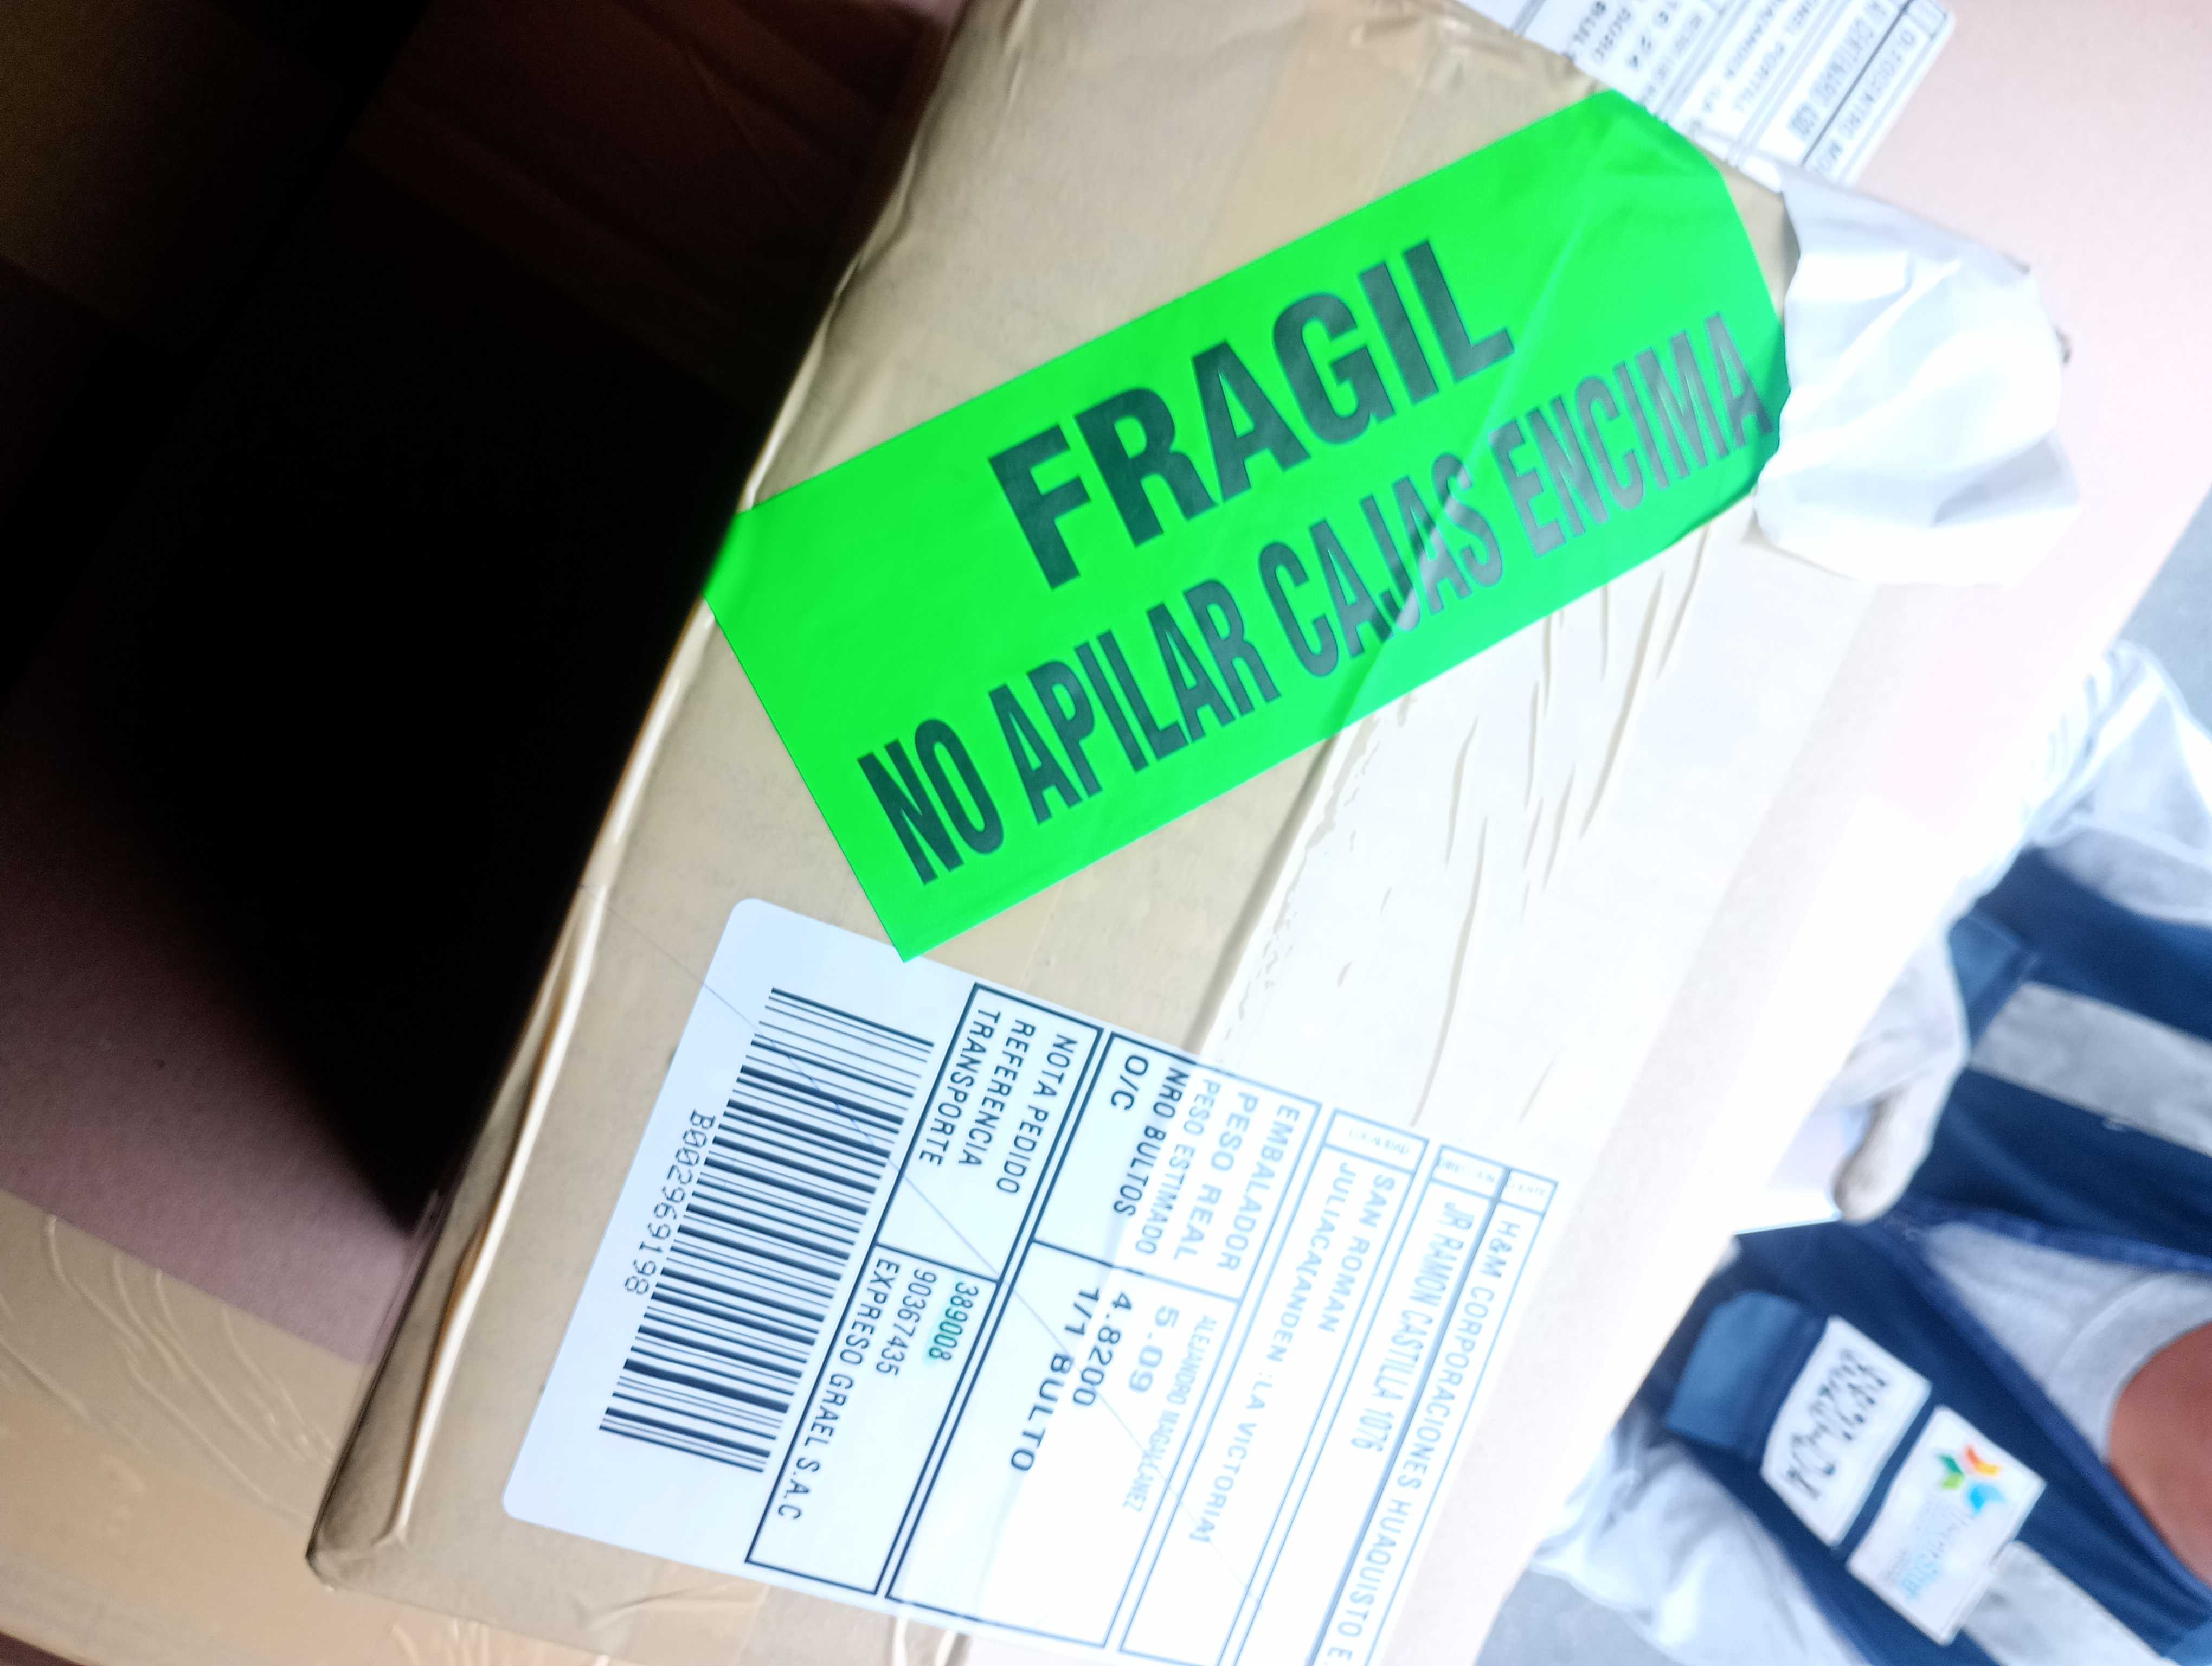 FRAGIL
NO APILAR CAJAS ENCIMA
H&M CORPORACIONES HUAQUISTO E.
JR RAMON CASTILLA 1076
SAN ROMAN
JULIACA(ANDEN :LA VICTORIA)
EMBALADOR ALEJANDRO
PESO REAL 5.09
PESO ESTIMADO 4.8200
NRO BULTOS 1/1 BULTO
O/C
NOTA PEDIDO 389008
REFERENCIA 90367435
TRANSPORTE EXPRESO GRAEL S.A.C
B002969198